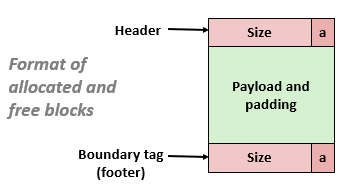 Header
Size
a
Format of
allocated and
free blocks
Payload and
padding
Boundary tag
(footer)
Size
a